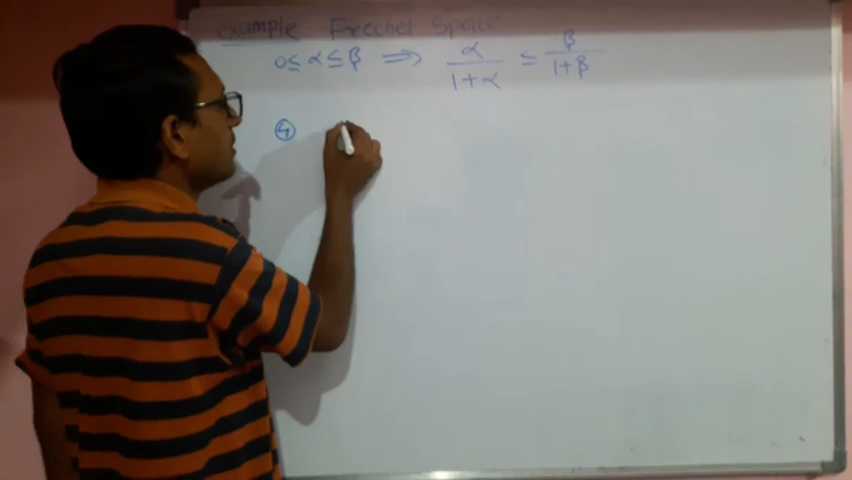 example Frechet Space
0 ≤ α ≤ β ⟹ α/(1+α) ≤ β/(1+β)
④